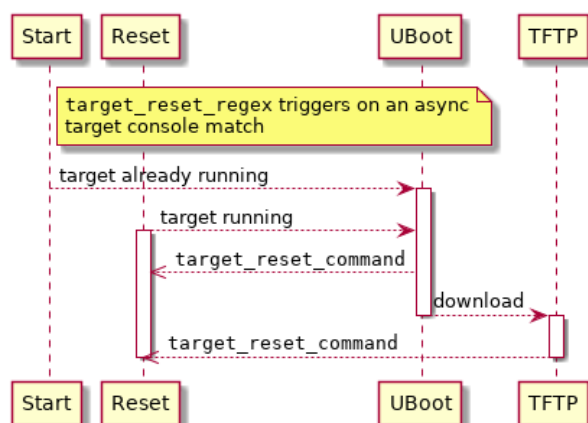 Start Reset UBoot TFTP
target_reset_regex triggers on an async
target console match
target already running
target running
target_reset_command
download
target_reset_command
Start Reset UBoot TFTP